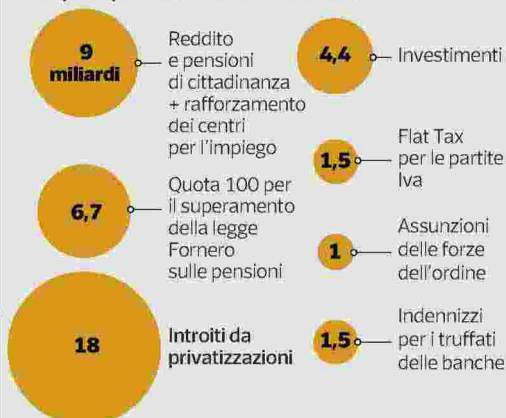 9
miliardi
Reddito
e pensioni
di cittadinanza
+ rafforzamento
dei centri
per l'impiego
6,7
Quota 100 per
il superamento
della legge
Fornero
sulle pensioni
18
Introiti da
privatizzazioni
4,4
Investimenti
1,5
Flat Tax
per le partite
Iva
1
Assunzioni
delle forze
dell'ordine
1,5
Indennizzi
per i truffati
delle banche